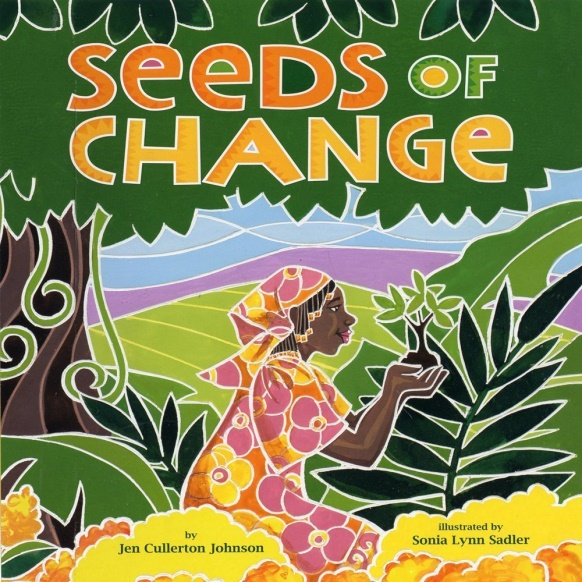 SeeDS OF
CHANGe
by
Jen Cullerton Johnson
illustrated by
Sonia Lynn Sadler